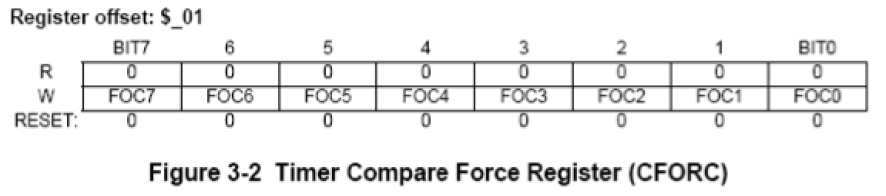 Register offset: $_01
BIT7 6 5 4 3 2 1 BIT0
R 0 0 0 0 0 0 0 0
W FOC7 FOC6 FOC5 FOC4 FOC3 FOC2 FOC1 FOC0
RESET: 0 0 0 0 0 0 0 0
Figure 3-2 Timer Compare Force Register (CFORC)